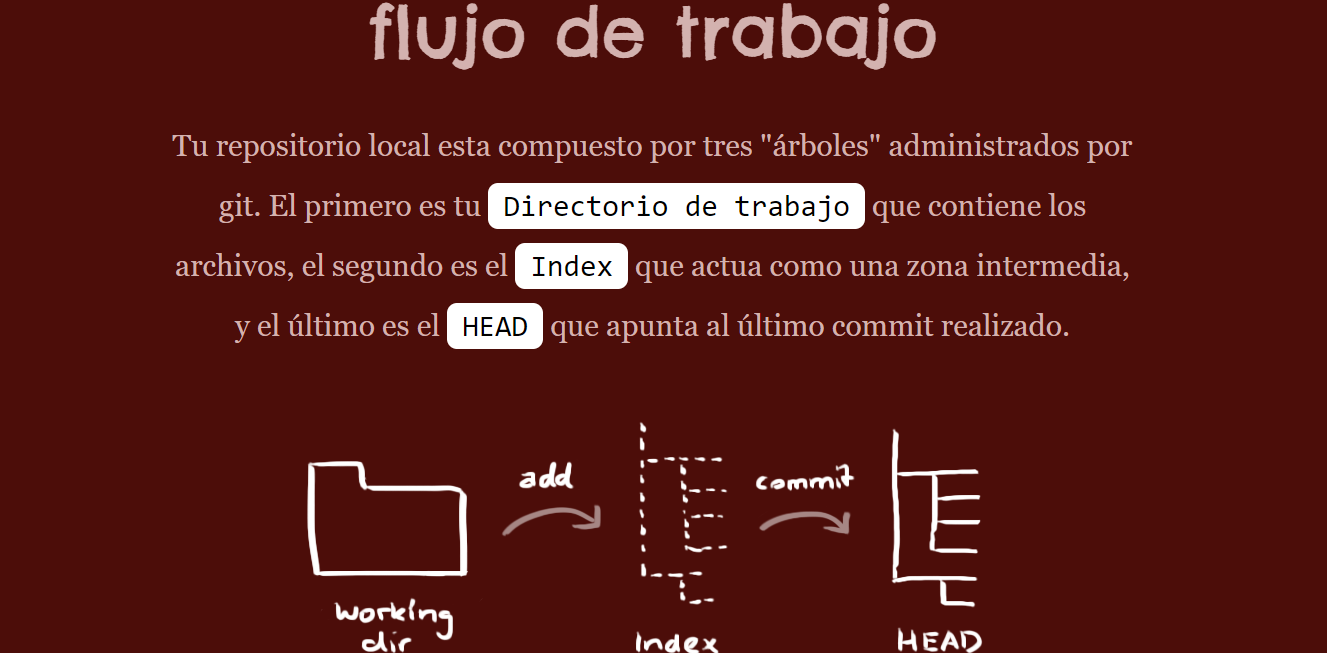 flujo de trabajo
Tu repositorio local esta compuesto por tres "árboles" administrados por
git. El primero es tu Directorio de trabajo que contiene los
archivos, el segundo es el Index que actua como una zona intermedia,
y el último es el HEAD que apunta al último commit realizado.
add
commit
working
dir
Index
HEAD